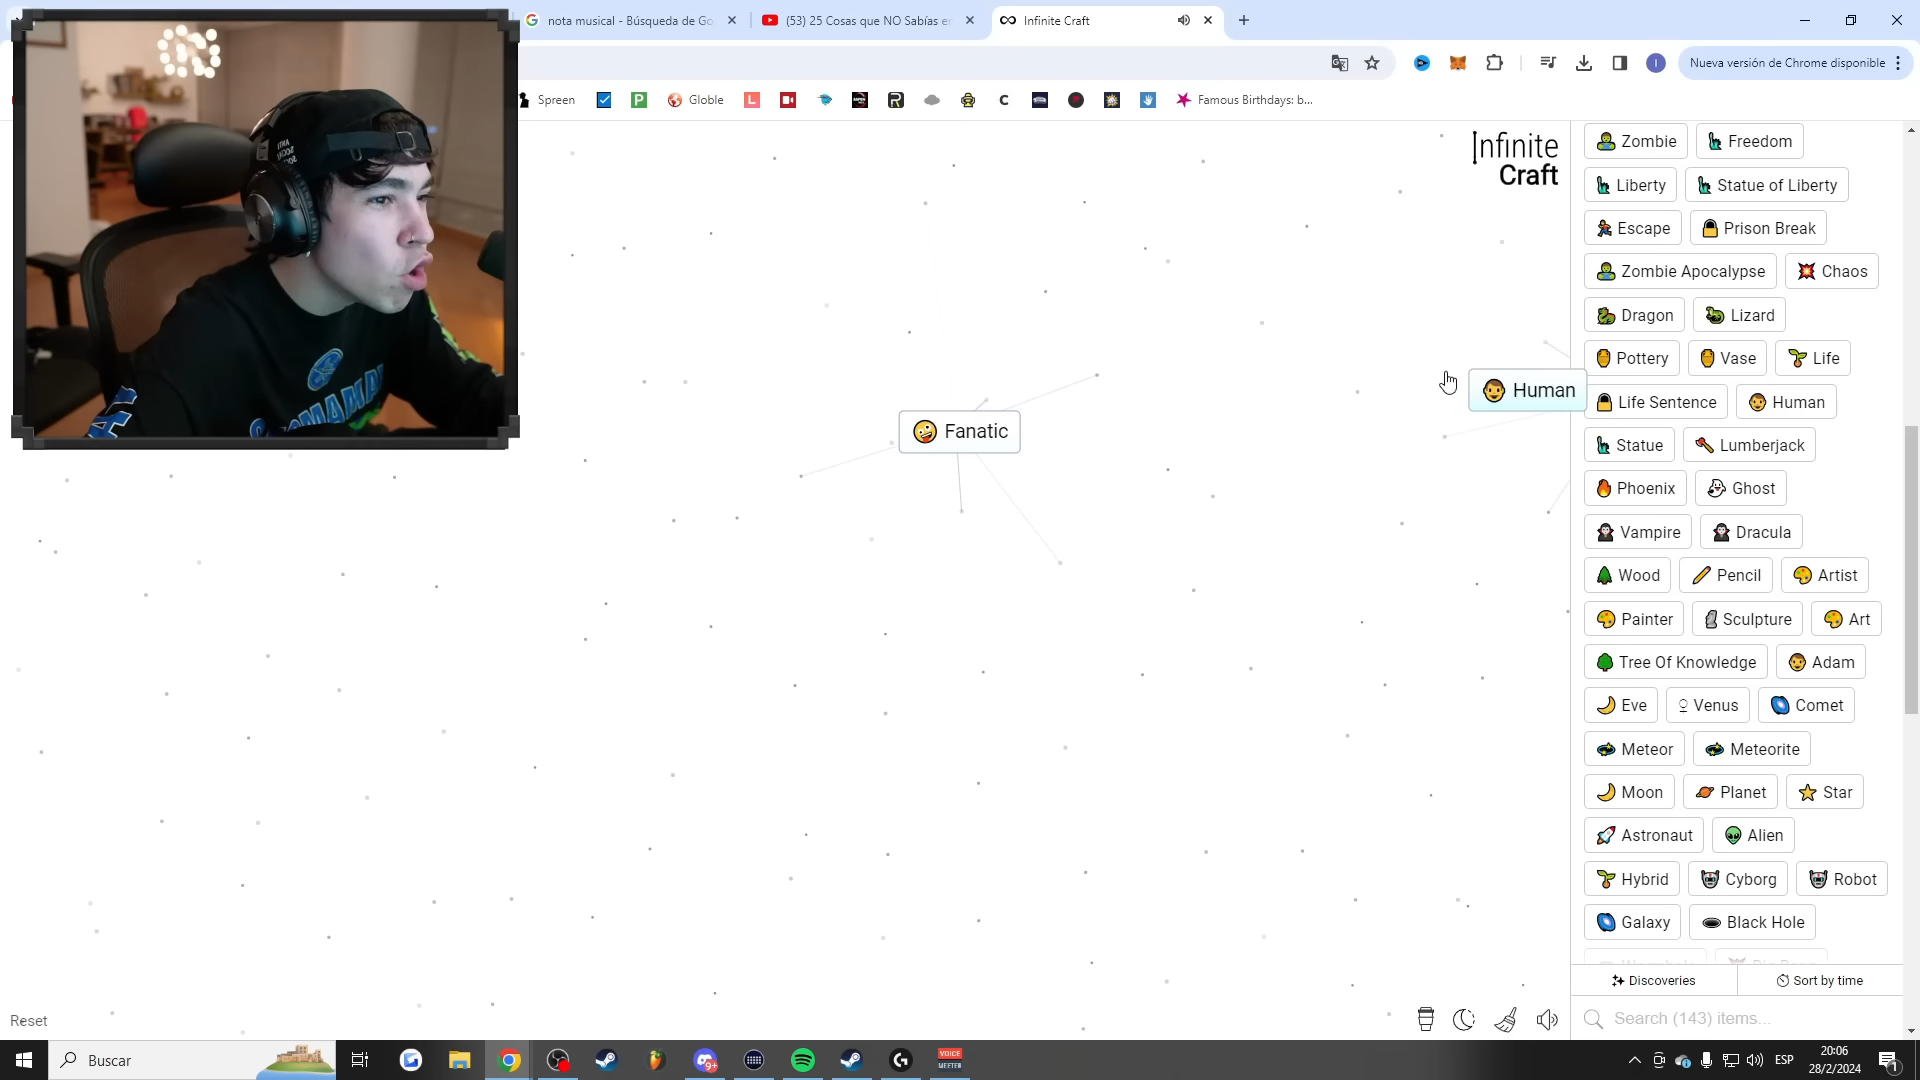 nota musical - Búsqueda de Go
(53) 25 Cosas que NO Sabías e
Infinite Craft
Nueva versión de Chrome disponible
Spreen
Globle
Famous Birthdays: b...
Infinite
Craft
Zombie
Freedom
Liberty
Statue of Liberty
Escape
Prison Break
Zombie Apocalypse
Chaos
Dragon
Lizard
Pottery
Vase
Life
Human
Life Sentence
Human
Fanatic
Statue
Lumberjack
Phoenix
Ghost
Vampire
Dracula
Wood
Pencil
Artist
Painter
Sculpture
Art
Tree Of Knowledge
Adam
Eve
Venus
Comet
Meteor
Meteorite
Moon
Planet
Star
Astronaut
Alien
Hybrid
Cyborg
Robot
Galaxy
Black Hole
Discoveries
Sort by time
Search (143) items...
Reset
Buscar
VOICE
MEETER
ESP
20:06
28/2/2024